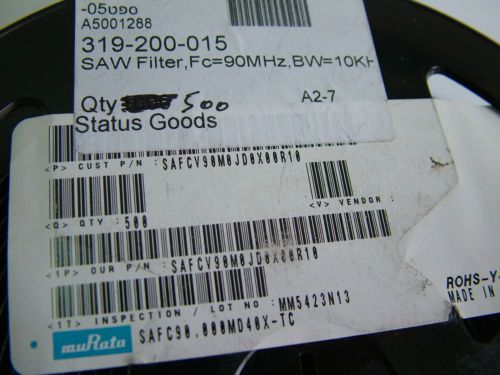 A5001288
319-200-015
SAW Filter,Fc=90MHz,BW=10KH
Qty 500
A2-7
Status Goods
<P> CUST P/N :SAFCV90M0JD0X00R10
<Q> QTY :500
<V> VENDOR :
<1P> OUR P/N :SAFCV90M0JD0X00R10
<1T> INSPECTION / LOT NO :MM5423N13
ROHS-Y
MADE IN
muRata
SAFC90.000MD40X-TC